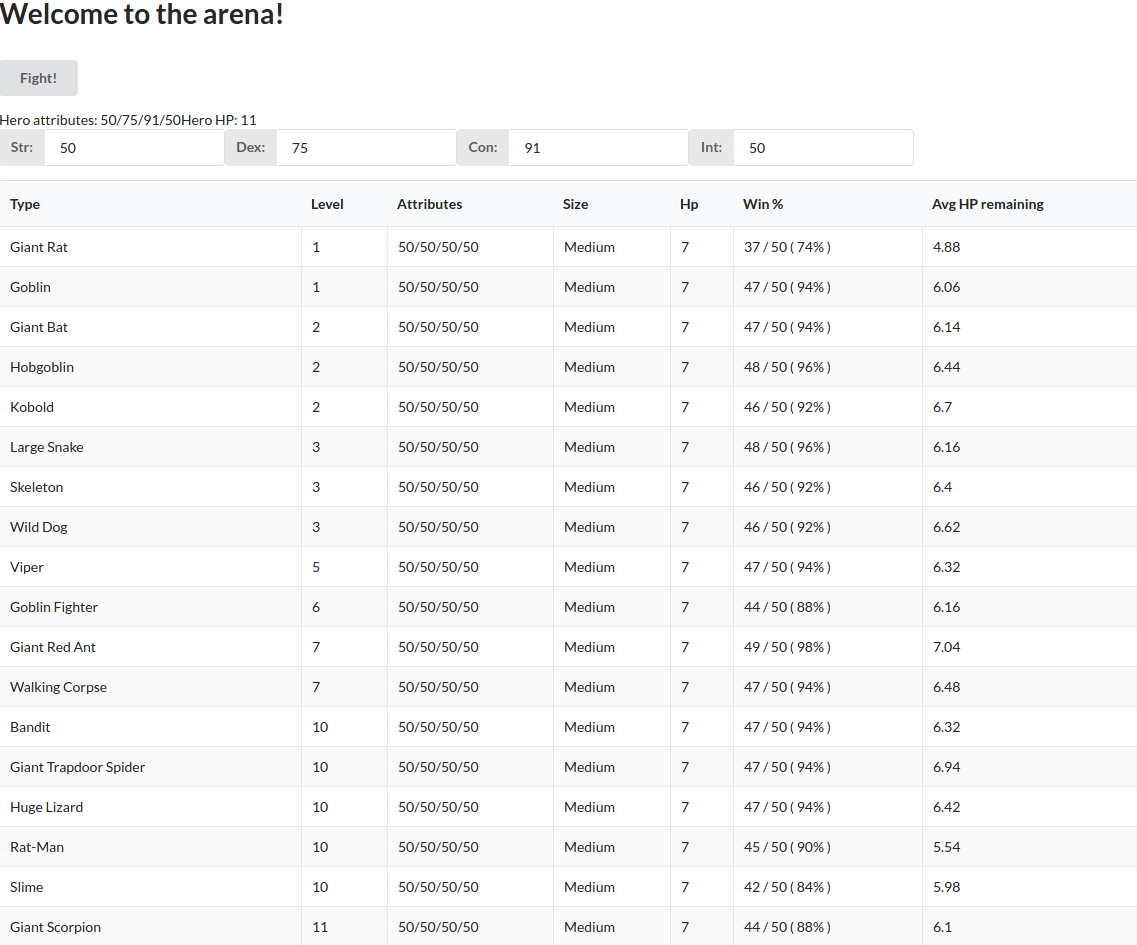 Welcome to the arena!
Fight!
Hero attributes: 50/75/91/50Hero HP: 11
Str: 50 Dex: 75 Con: 91 Int: 50
Type Level Attributes Size Hp Win % Avg HP remaining
Giant Rat 1 50/50/50/50 Medium 7 37 / 50 ( 74% ) 4.88
Goblin 1 50/50/50/50 Medium 7 47 / 50 ( 94% ) 6.06
Giant Bat 2 50/50/50/50 Medium 7 47 / 50 ( 94% ) 6.14
Hobgoblin 2 50/50/50/50 Medium 7 48 / 50 ( 96% ) 6.44
Kobold 2 50/50/50/50 Medium 7 46 / 50 ( 92% ) 6.7
Large Snake 3 50/50/50/50 Medium 7 48 / 50 ( 96% ) 6.16
Skeleton 3 50/50/50/50 Medium 7 46 / 50 ( 92% ) 6.4
Wild Dog 3 50/50/50/50 Medium 7 46 / 50 ( 92% ) 6.62
Viper 5 50/50/50/50 Medium 7 47 / 50 ( 94% ) 6.32
Goblin Fighter 6 50/50/50/50 Medium 7 44 / 50 ( 88% ) 6.16
Giant Red Ant 7 50/50/50/50 Medium 7 49 / 50 ( 98% ) 7.04
Walking Corpse 7 50/50/50/50 Medium 7 47 / 50 ( 94% ) 6.48
Bandit 10 50/50/50/50 Medium 7 47 / 50 ( 94% ) 6.32
Giant Trapdoor Spider 10 50/50/50/50 Medium 7 47 / 50 ( 94% ) 6.94
Huge Lizard 10 50/50/50/50 Medium 7 47 / 50 ( 94% ) 6.42
Rat-Man 10 50/50/50/50 Medium 7 45 / 50 ( 90% ) 5.54
Slime 10 50/50/50/50 Medium 7 42 / 50 ( 84% ) 5.98
Giant Scorpion 11 50/50/50/50 Medium 7 44 / 50 ( 88% ) 6.1